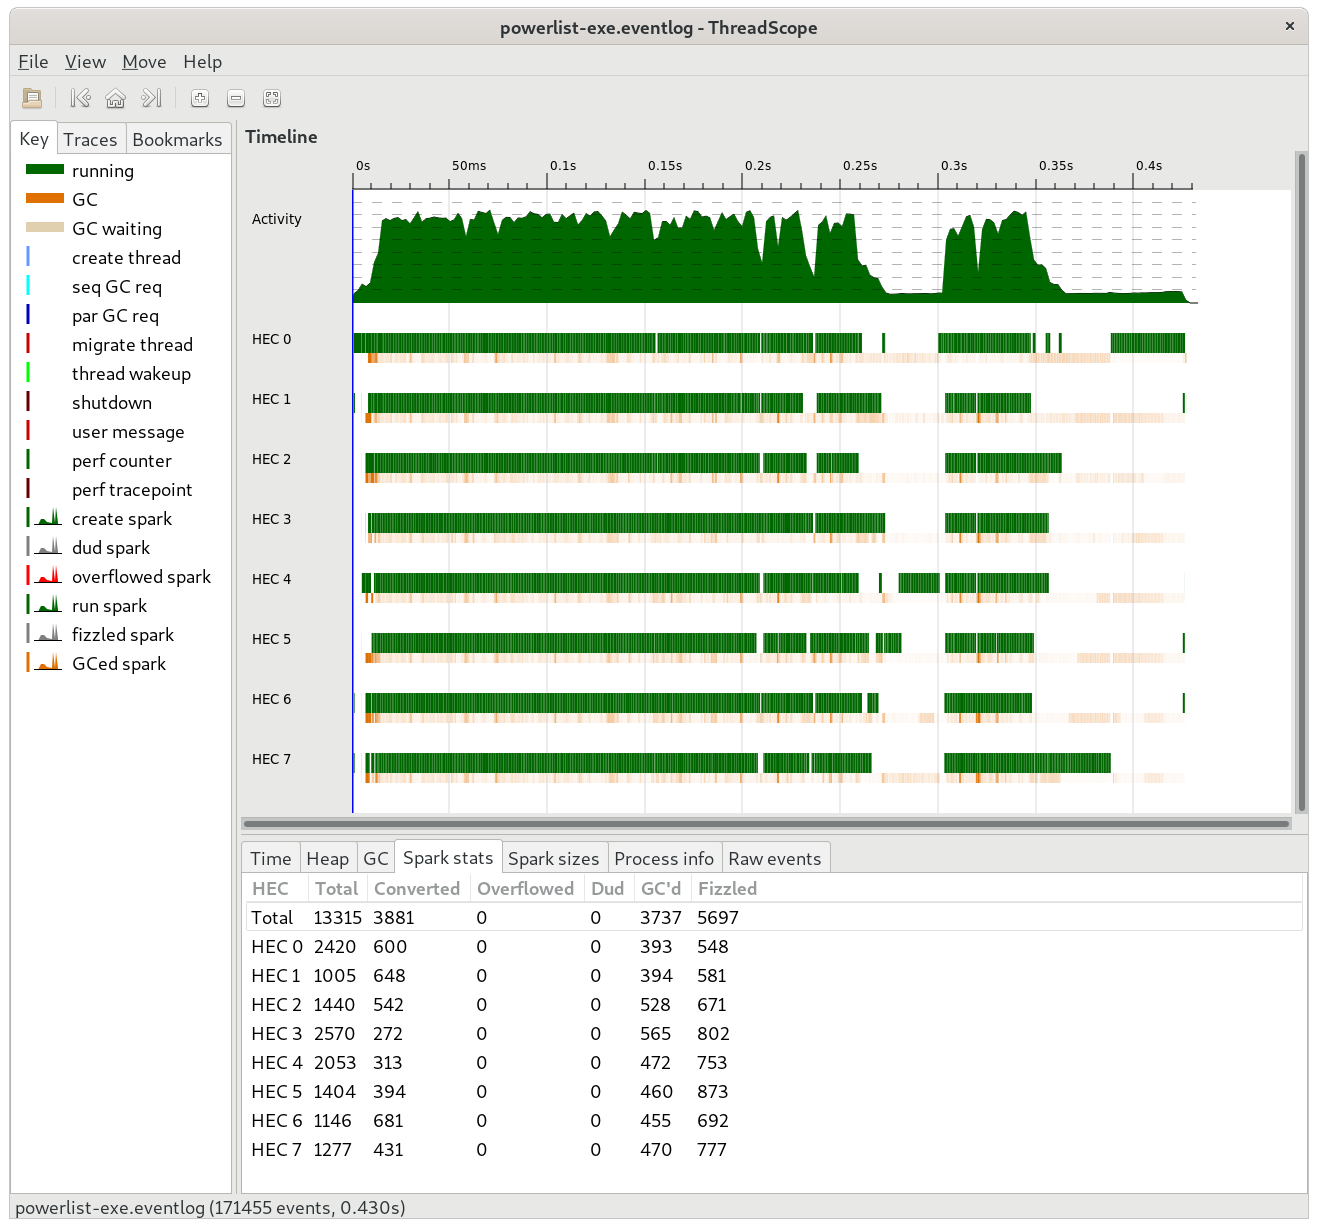 powerlist-exe.eventlog - ThreadScope ×
File View Move Help
Key Traces Bookmarks
running
GC
GC waiting
create thread
seq GC req
par GC req
migrate thread
thread wakeup
shutdown
user message
perf counter
perf tracepoint
create spark
dud spark
overflowed spark
run spark
fizzled spark
GCed spark
Timeline
0s 50ms 0.1s 0.15s 0.2s 0.25s 0.3s 0.35s 0.4s
Activity
HEC 0
HEC 1
HEC 2
HEC 3
HEC 4
HEC 5
HEC 6
HEC 7
Time Heap GC Spark stats Spark sizes Process info Raw events
HEC Total Converted Overflowed Dud GC'd Fizzled
Total 13315 3881 0 0 3737 5697
HEC 0 2420 600 0 0 393 548
HEC 1 1005 648 0 0 394 581
HEC 2 1440 542 0 0 528 671
HEC 3 2570 272 0 0 565 802
HEC 4 2053 313 0 0 472 753
HEC 5 1404 394 0 0 460 873
HEC 6 1146 681 0 0 455 692
HEC 7 1277 431 0 0 470 777
powerlist-exe.eventlog (171455 events, 0.430s)